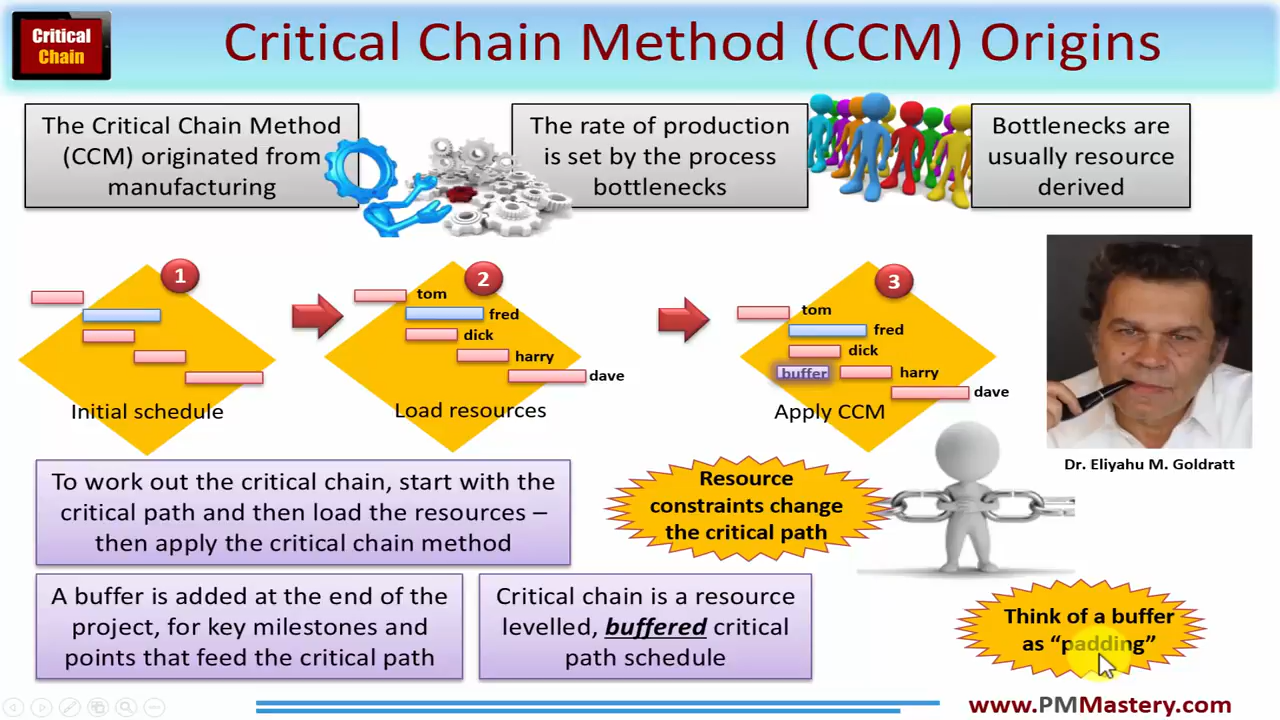 Critical
Chain
Critical Chain Method (CCM) Origins
The Critical Chain Method
(CCM) originated from
manufacturing
The rate of production
is set by the process
bottlenecks
Bottlenecks are
usually resource
derived
1
Initial schedule
2
tom
fred
dick
harry
dave
Load resources
3
tom
fred
dick
buffer
harry
dave
Apply CCM
Dr. Eliyahu M. Goldratt
To work out the critical chain, start with the
critical path and then load the resources –
then apply the critical chain method
Resource
constraints change
the critical path
A buffer is added at the end of the
project, for key milestones and
points that feed the critical path
Critical chain is a resource
levelled, buffered critical
path schedule
Think of a buffer
as “padding”
www.PMMastery.com